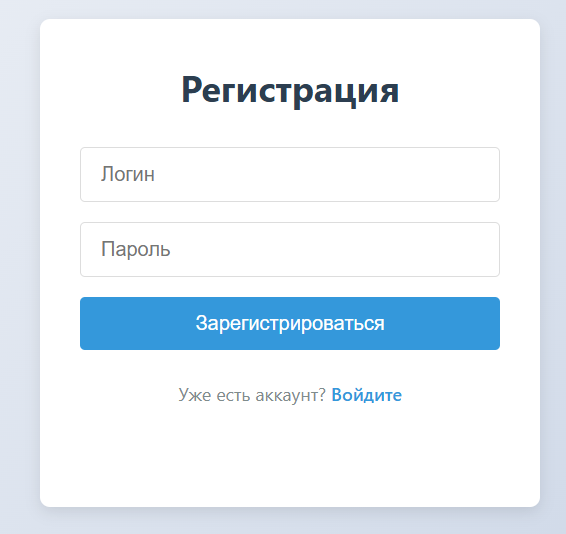 Регистрация
Логин
Пароль
Зарегистрироваться
Уже есть аккаунт? Войдите